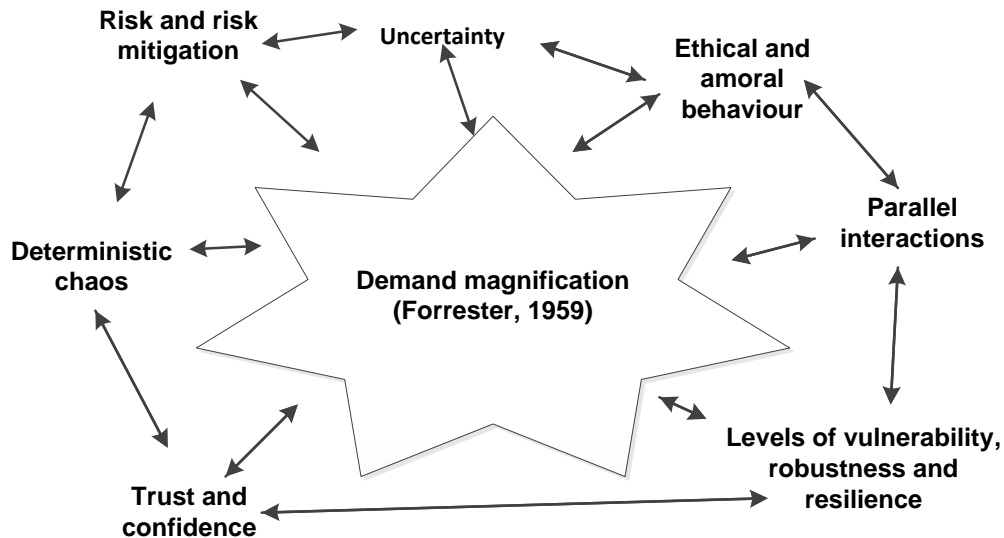 Risk and risk
mitigation
Uncertainty
Ethical and
amoral
behaviour
Parallel
interactions
Deterministic
chaos
Demand magnification
(Forrester, 1959)
Levels of vulnerability,
robustness and
resilience
Trust and
confidence